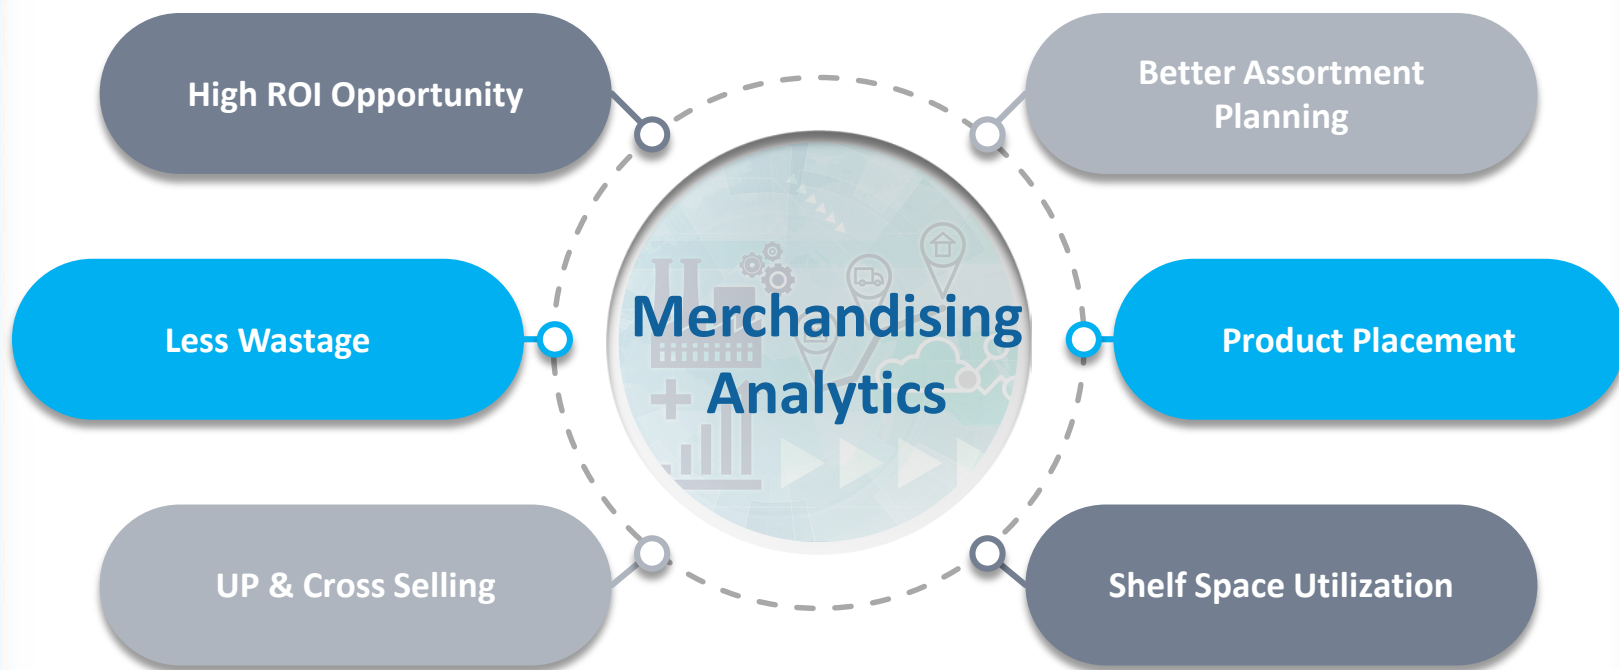 High ROI Opportunity
Better Assortment
Planning
Less Wastage
Merchandising
Analytics
Product Placement
UP & Cross Selling
Shelf Space Utilization